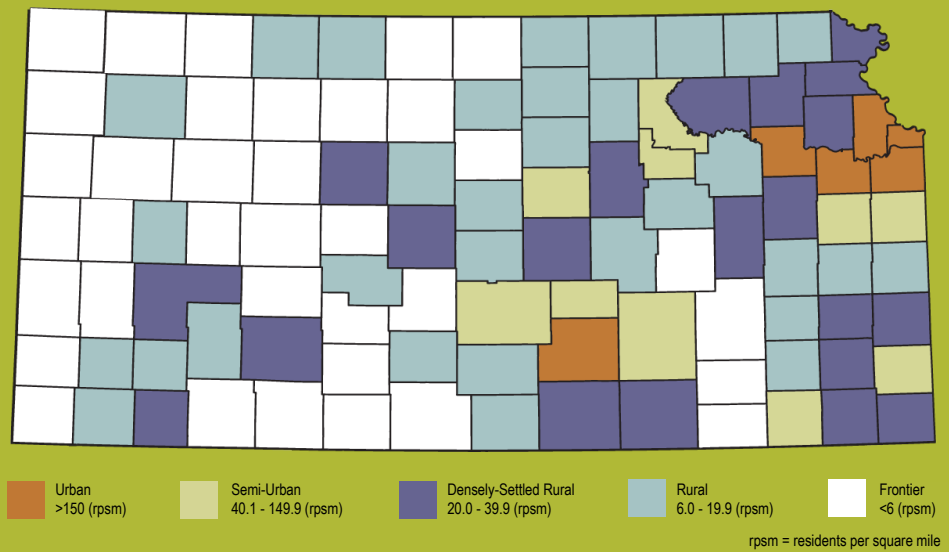 Urban
>150 (rpsm)
Semi-Urban
40.1 - 149.9 (rpsm)
Densely-Settled Rural
20.0 - 39.9 (rpsm)
Rural
6.0 - 19.9 (rpsm)
Frontier
<6 (rpsm)
rpsm = residents per square mile